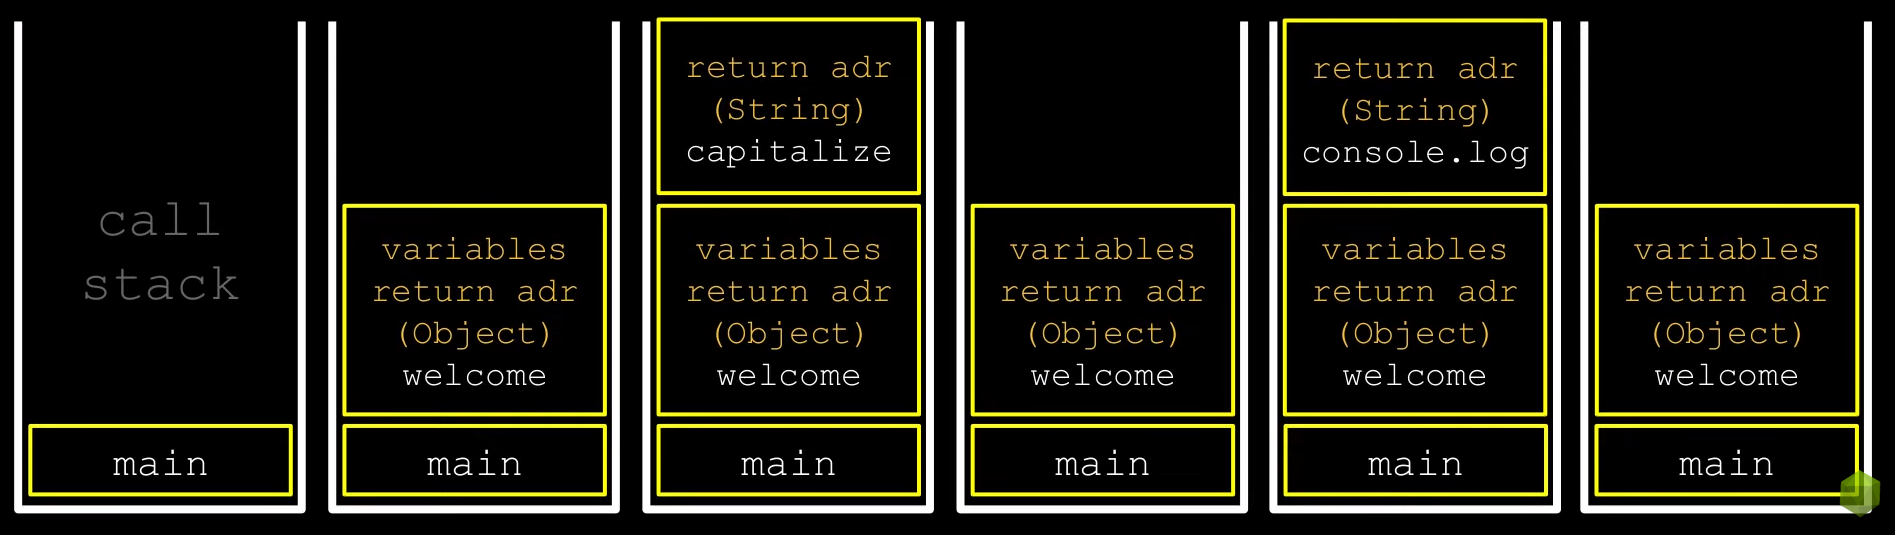 call
stack
main
variables
return adr
(Object)
welcome
main
return adr
(String)
capitalize
variables
return adr
(Object)
welcome
main
variables
return adr
(Object)
welcome
main
return adr
(String)
console.log
variables
return adr
(Object)
welcome
main
variables
return adr
(Object)
welcome
main